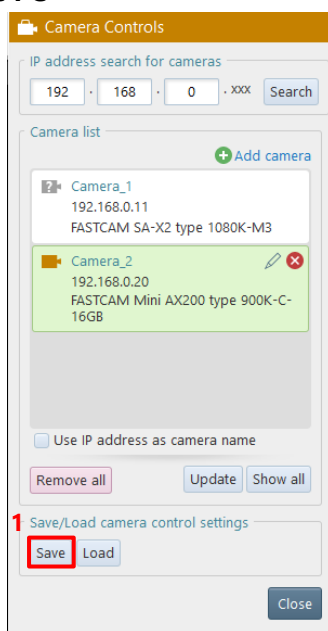 Camera Controls
IP address search for cameras
192 . 168 . 0 . xxx Search
Camera list
Add camera
Camera_1
192.168.0.11
FASTCAM SA-X2 type 1080K-M3
Camera_2
192.168.0.20
FASTCAM Mini AX200 type 900K-C-
16GB
Use IP address as camera name
Remove all Update Show all
1 Save/Load camera control settings
Save Load
Close